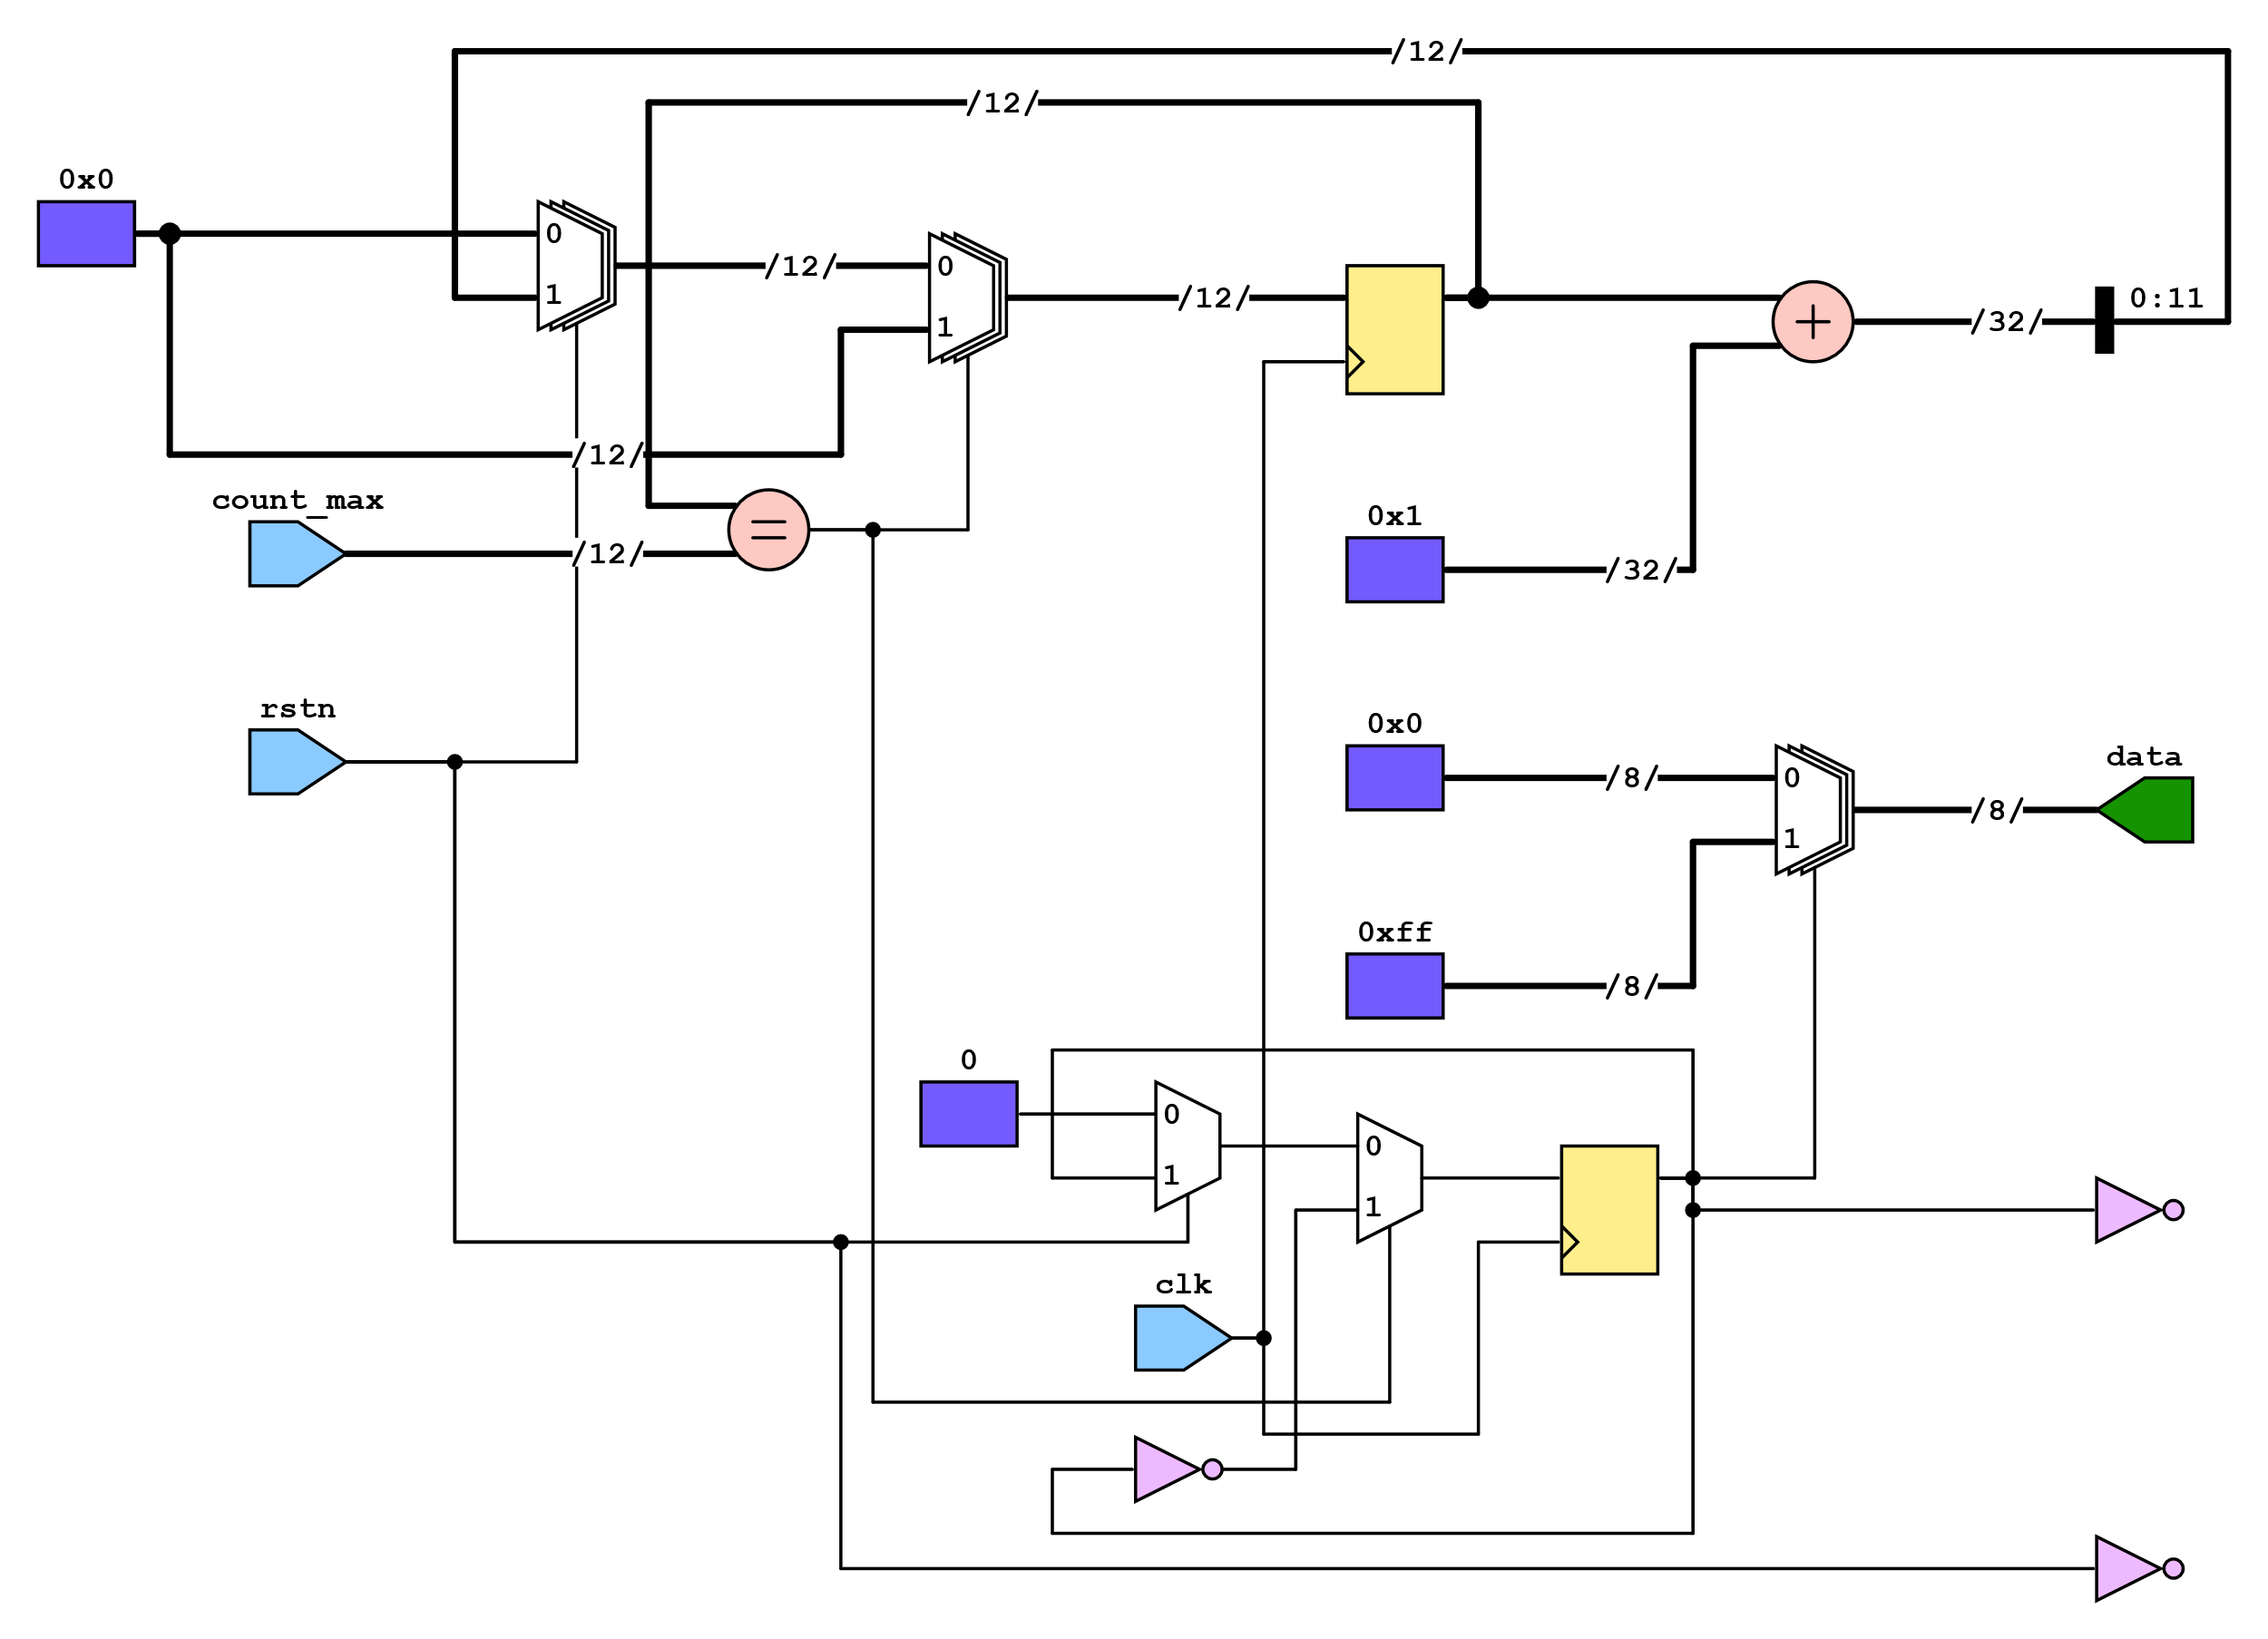 /12/
/12/
0x0
0
1
/12/
0
1
/12/
/32/
0:11
/12/
count_max
/12/
0x1
/32/
rstn
0x0
/8/
0
1
/8/
data
0xff
/8/
0
0
1
0
1
clk